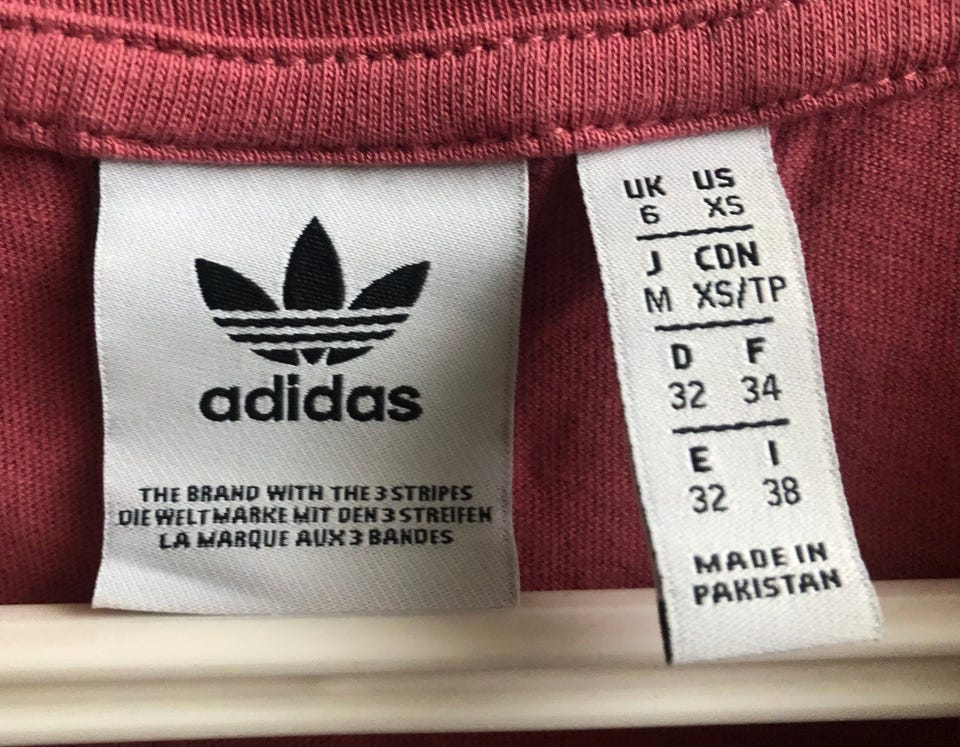 adidas
THE BRAND WITH THE 3 STRIPES
DIE WELTMARKE MIT DEN 3 STREIFEN
LA MARQUE AUX 3 BANDES
UK US
6 XS
J CDN
M XS/TP
D F
32 34
E I
32 38
MADE IN
PAKISTAN